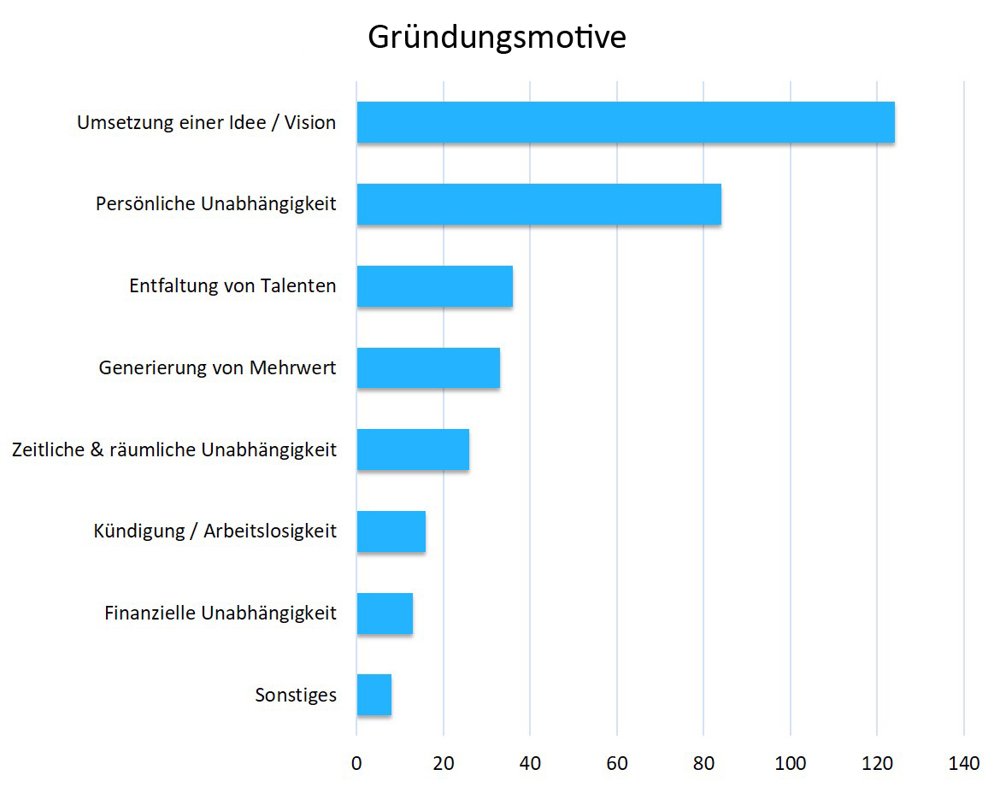 Gründungsmotive
Umsetzung einer Idee / Vision
Persönliche Unabhängigkeit
Entfaltung von Talenten
Generierung von Mehrwert
Zeitliche & räumliche Unabhängigkeit
Kündigung / Arbeitslosigkeit
Finanzielle Unabhängigkeit
Sonstiges
0 20 40 60 80 100 120 140